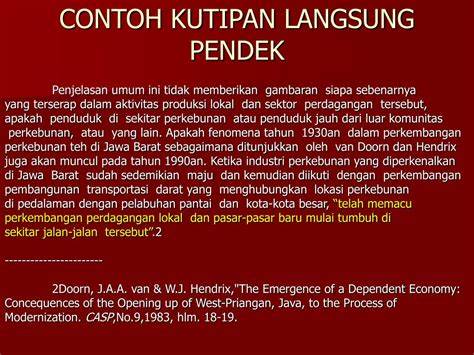 CONTOH KUTIPAN LANGSUNG
PENDEK
Penjelasan umum ini tidak memberikan gambaran siapa sebenarnya
yang terserap dalam aktivitas produksi lokal dan sektor perdagangan tersebut,
apakah penduduk di sekitar perkebunan atau penduduk jauh dari luar komunitas
perkebunan, atau yang lain. Apakah fenomena tahun 1930an dalam perkembangan
perkebunan teh di Jawa Barat sebagaimana ditunjukkan oleh van Doorn dan Hendrix
juga akan muncul pada tahun 1990an. Ketika industri perkebunan yang diperkenalkan
di Jawa Barat sudah sedemikian maju dan kemudian diikuti dengan perkembangan
pembangunan transportasi darat yang menghubungkan lokasi perkebunan
di pedalaman dengan pelabuhan pantai dan kota-kota besar, "telah memacu
perkembangan perdagangan lokal dan pasar-pasar baru mulai tumbuh di
sekitar jalan-jalan tersebut”.2
-----------------------
2Doorn, J.A.A. van & W.J. Hendrix,"The Emergence of a Dependent Economy:
Concequences of the Opening up of West-Priangan, Java, to the Process of
Modernization. CASP,No.9,1983, hlm. 18-19.